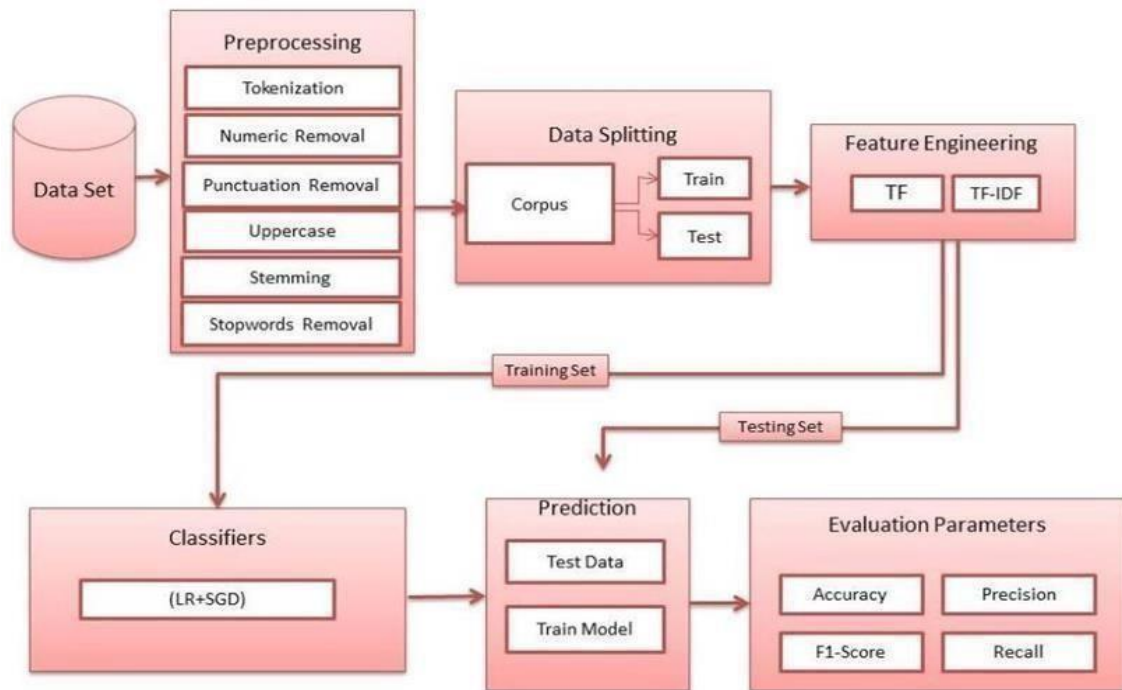 Data Set
Preprocessing
Tokenization
Numeric Removal
Punctuation Removal
Uppercase
Stemming
Stopwords Removal
Data Splitting
Corpus
Train
Test
Feature Engineering
TF
TF-IDF
Training Set
Testing Set
Classifiers
(LR+SGD)
Prediction
Test Data
Train Model
Evaluation Parameters
Accuracy
Precision
F1-Score
Recall